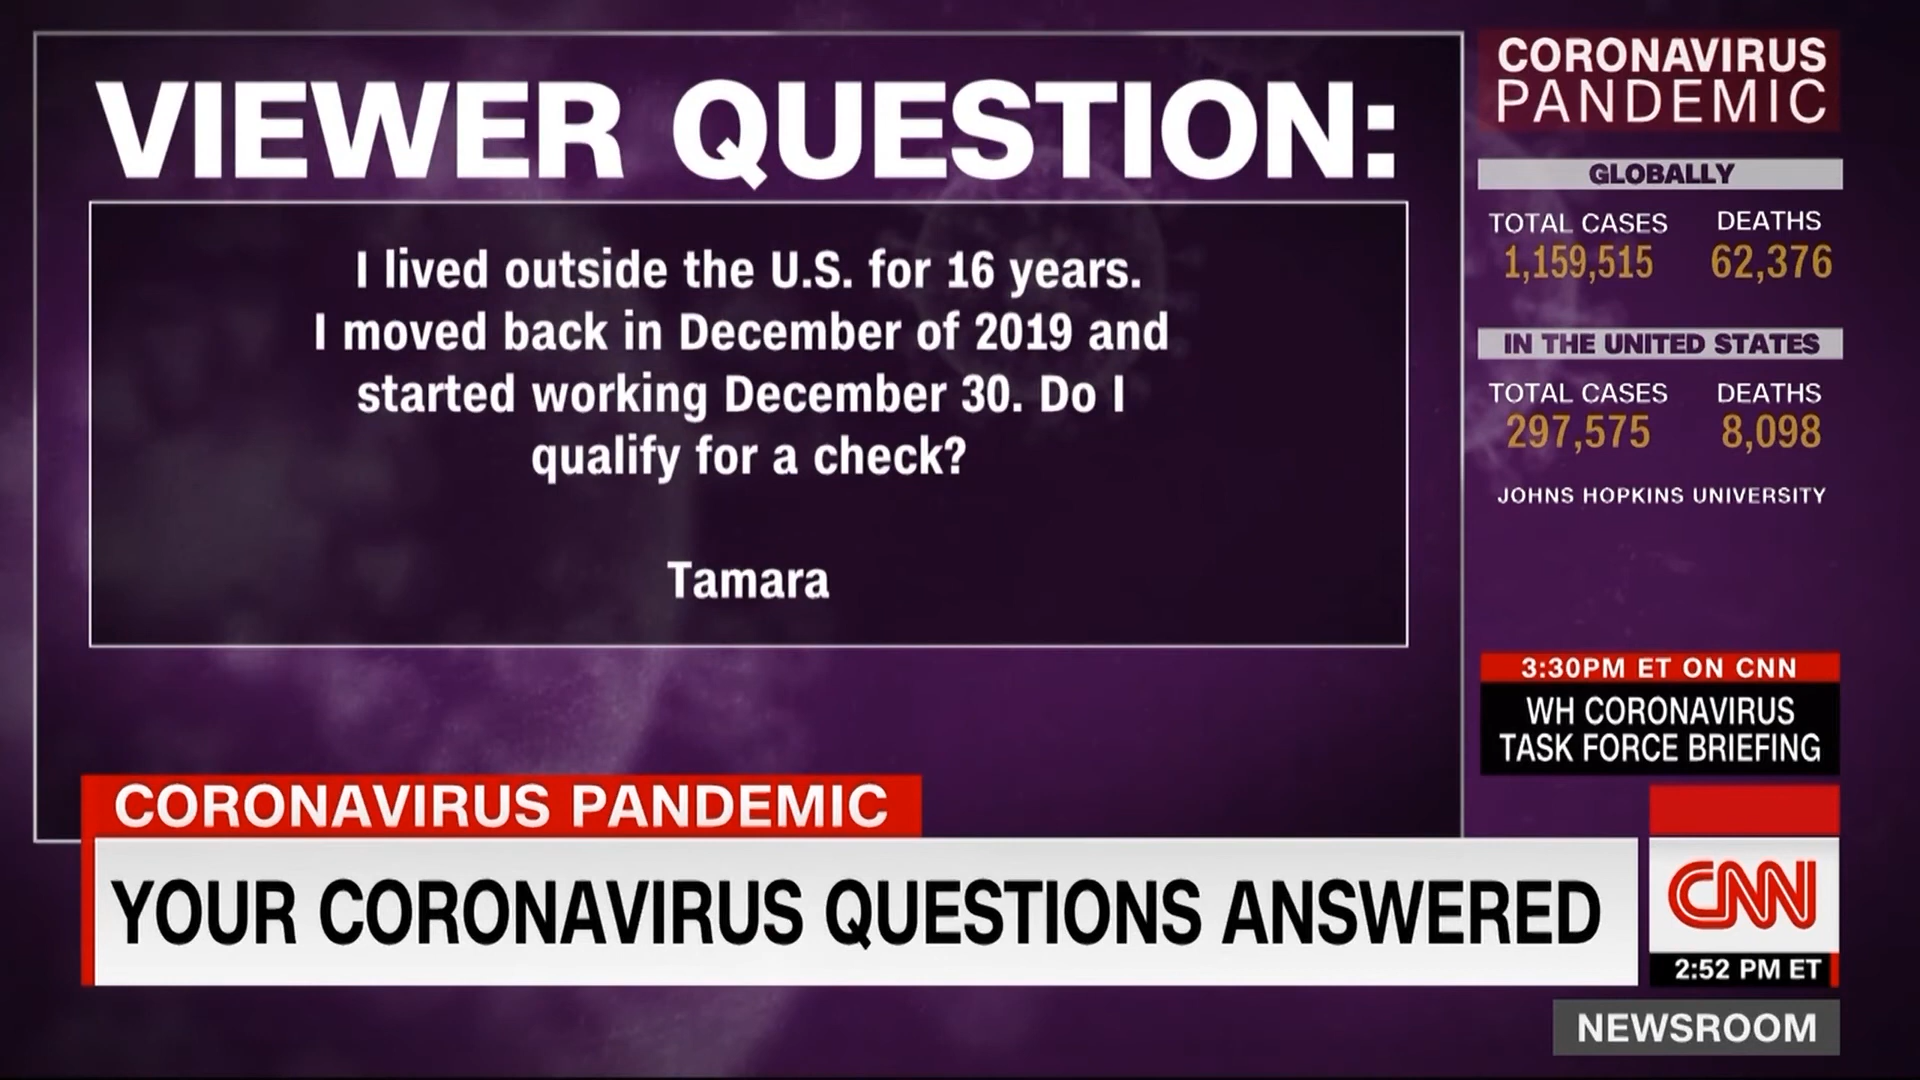 VIEWER QUESTION:
I lived outside the U.S. for 16 years.
I moved back in December of 2019 and
started working December 30. Do I
qualify for a check?
Tamara
CORONAVIRUS
PANDEMIC
GLOBALLY
TOTAL CASES DEATHS
1,159,515 62,376
IN THE UNITED STATES
TOTAL CASES DEATHS
297,575 8,098
JOHNS HOPKINS UNIVERSITY
3:30PM ET ON CNN
WH CORONAVIRUS
TASK FORCE BRIEFING
CORONAVIRUS PANDEMIC
YOUR CORONAVIRUS QUESTIONS ANSWERED
CNN
2:52 PM ET
NEWSROOM